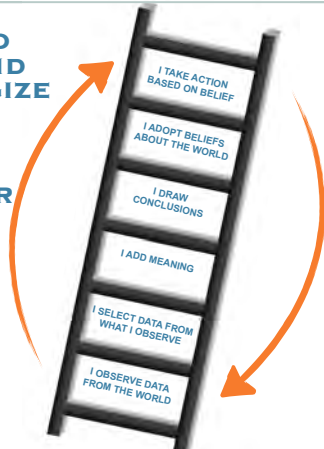 I TAKE ACTION
BASED ON BELIEF
I ADOPT BELIEFS
ABOUT THE WORLD
I DRAW
CONCLUSIONS
I ADD MEANING
I SELECT DATA FROM
WHAT I OBSERVE
I OBSERVE DATA
FROM THE WORLD